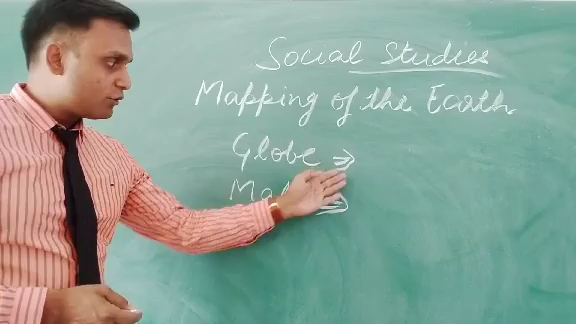 Social Studies
Mapping of the Earth
Globe ⇒